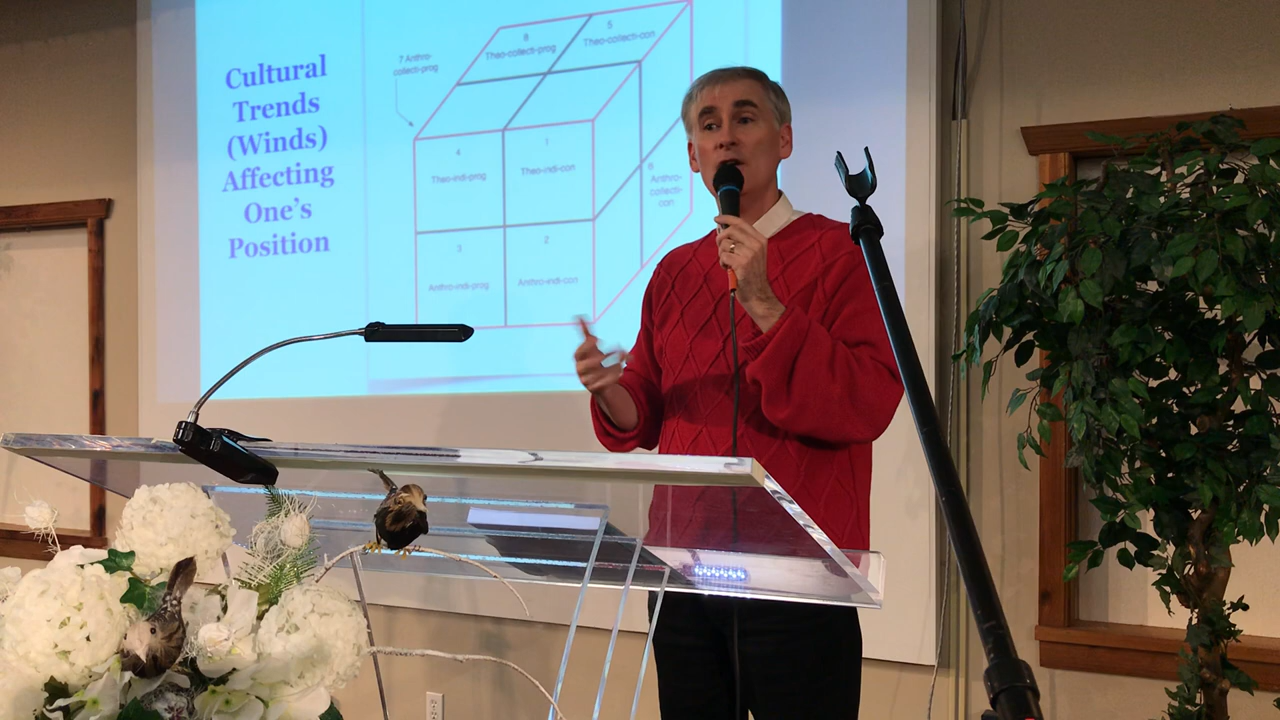 Cultural
Trends
(Winds)
Affecting
One's
Position
7 Anthro-
collecti-prog
8
Theo-collecti-prog
5
Theo-collecti-con
4
Theo-indi-prog
1
Theo-indi-con
6
Anthro-
collecti-
con
3
Anthro-indi-prog
2
Anthro-indi-con